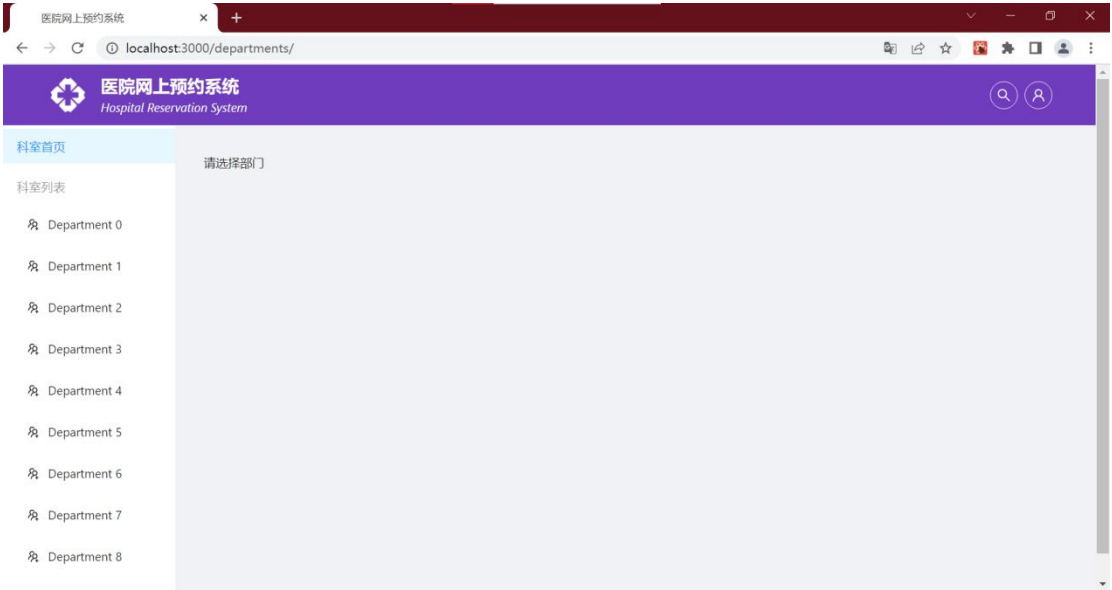 医院网上预约系统
localhost:3000/departments/
医院网上预约系统
Hospital Reservation System
科室首页
请选择部门
科室列表
Department 0
Department 1
Department 2
Department 3
Department 4
Department 5
Department 6
Department 7
Department 8